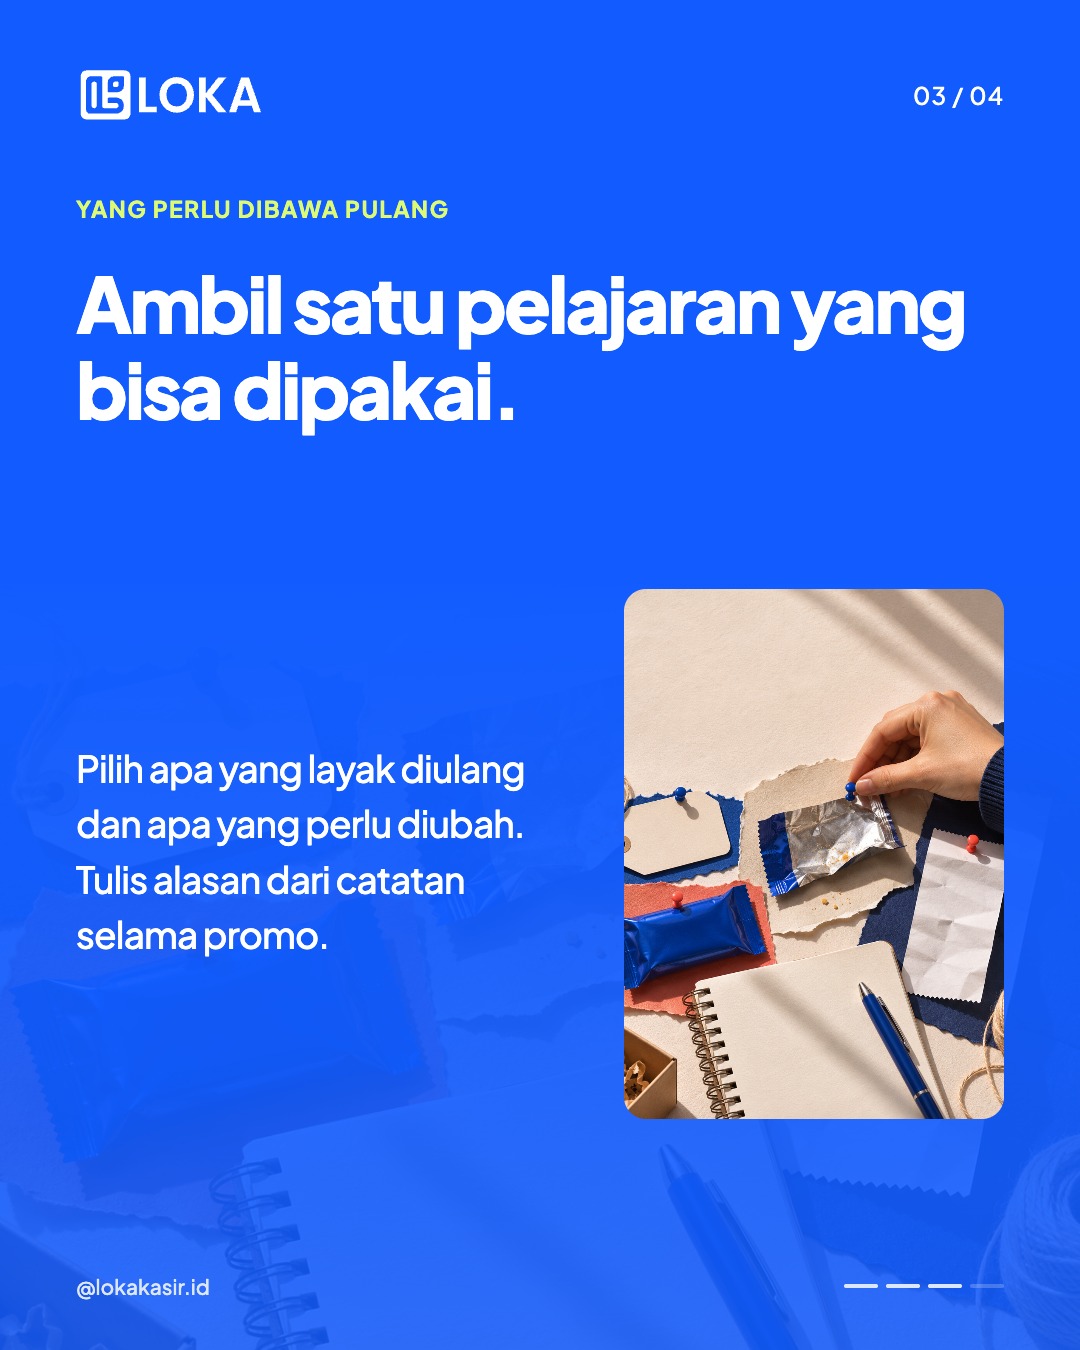 LOKA
03 / 04
YANG PERLU DIBAWA PULANG
Ambil satu pelajaran yang
bisa dipakai.
Pilih apa yang layak diulang
dan apa yang perlu diubah.
Tulis alasan dari catatan
selama promo.
@lokakasir.id